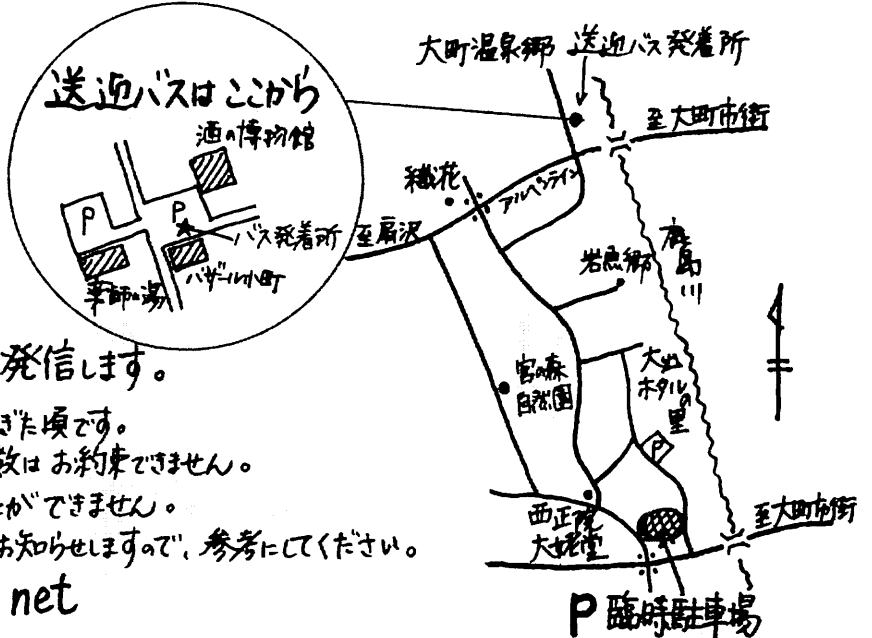 送迎バスはここから
酒の博物館
P
P
バス発着所
薬師の湯
バザール小町
大町温泉郷
送迎バス発着所
至大町市街
アルペンライン
至扇沢
岩魚郷
鹿島川
宮の森
自然園
大出
ホタルの里
P
西正院
大姥堂
至大町市街
P 臨時駐車場
発信します。
ぎた頃です。
数はお約束できません。
とができません。
お知らせしますので、参考にしてください。
net